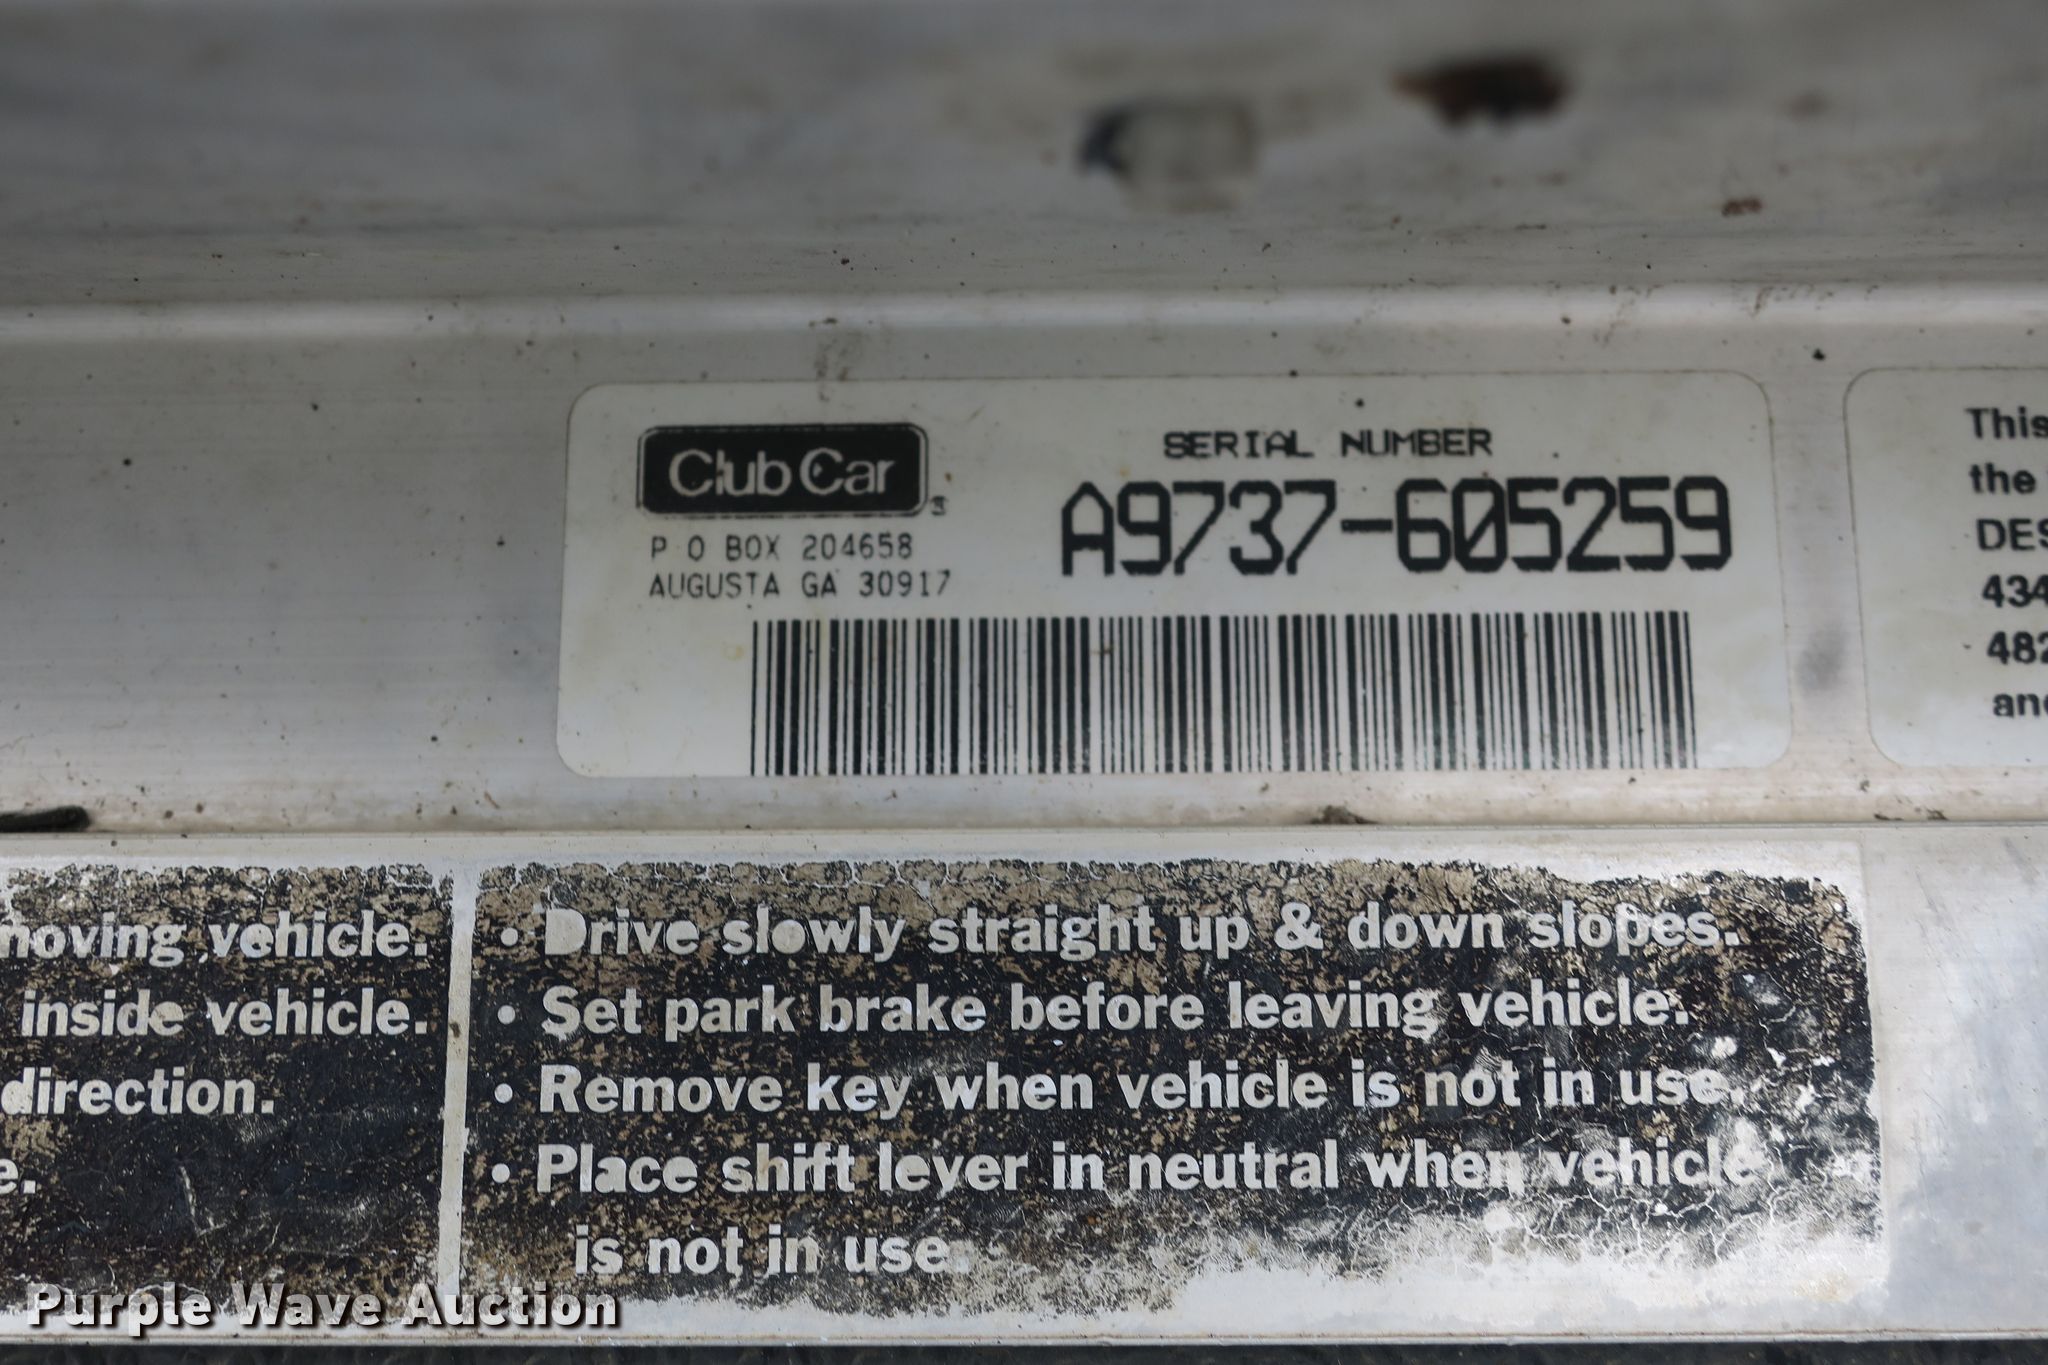 Club Car®
P O BOX 204658
AUGUSTA GA 30917
SERIAL NUMBER
A9737-605259
This
the
DES
434
482
and
moving vehicle.
inside vehicle.
direction.
e.
• Drive slowly straight up & down slopes.
• Set park brake before leaving vehicle.
• Remove key when vehicle is not in use.
• Place shift lever in neutral when vehicle
is not in use.
Purple Wave Auction